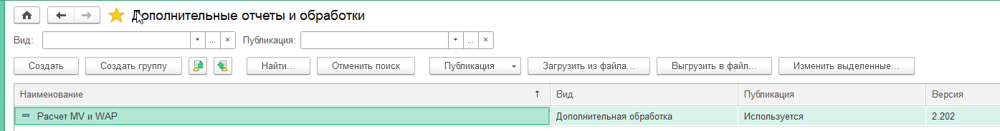 Дополнительные отчеты и обработки
Вид: ... × Публикация: ... ×
Создать Создать группу Найти... Отменить поиск Публикация Загрузить из файла... Выгрузить в файл... Изменить выделенные...
Наименование Вид Публикация Версия
Расчет MV и WAP Дополнительная обработка Используется 2.202